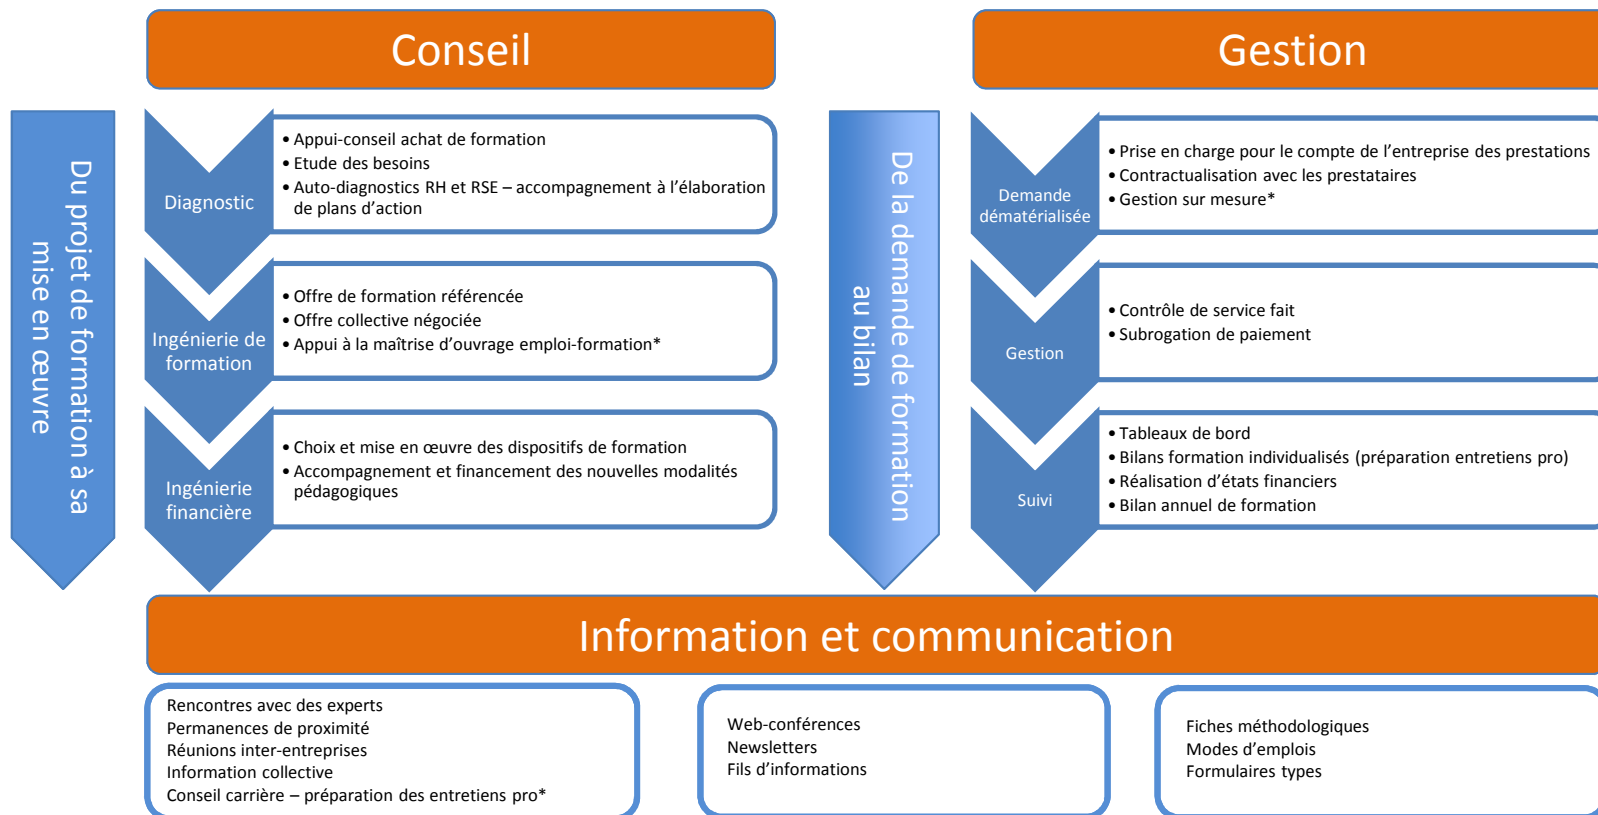 Conseil
Du projet de formation à sa
mise en œuvre
Diagnostic
• Appui-conseil achat de formation
• Etude des besoins
• Auto-diagnostics RH et RSE – accompagnement à l’élaboration
de plans d’action
Ingénierie de
formation
• Offre de formation référencée
• Offre collective négociée
• Appui à la maîtrise d’ouvrage emploi-formation*
Ingénierie
financière
• Choix et mise en œuvre des dispositifs de formation
• Accompagnement et financement des nouvelles modalités
pédagogiques
Gestion
De la demande de formation
au bilan
Demande
dématérialisée
• Prise en charge pour le compte de l’entreprise des prestations
• Contractualisation avec les prestataires
• Gestion sur mesure*
Gestion
• Contrôle de service fait
• Subrogation de paiement
Suivi
• Tableaux de bord
• Bilans formation individualisés (préparation entretiens pro)
• Réalisation d’états financiers
• Bilan annuel de formation
Information et communication
Rencontres avec des experts
Permanences de proximité
Réunions inter-entreprises
Information collective
Conseil carrière – préparation des entretiens pro*
Web-conférences
Newsletters
Fils d’informations
Fiches méthodologiques
Modes d’emplois
Formulaires types